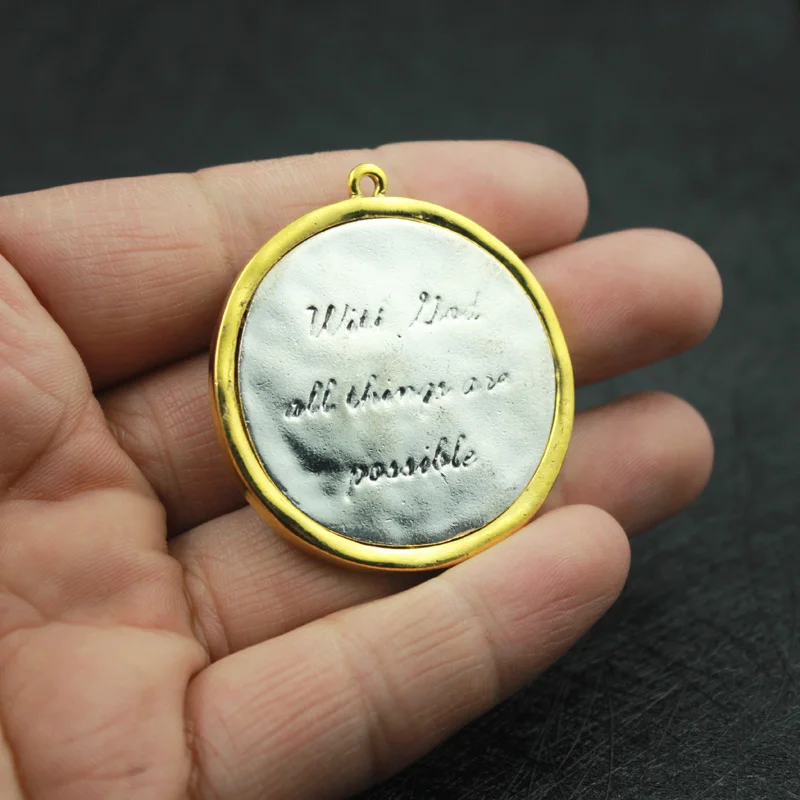 With God
all things are
possible